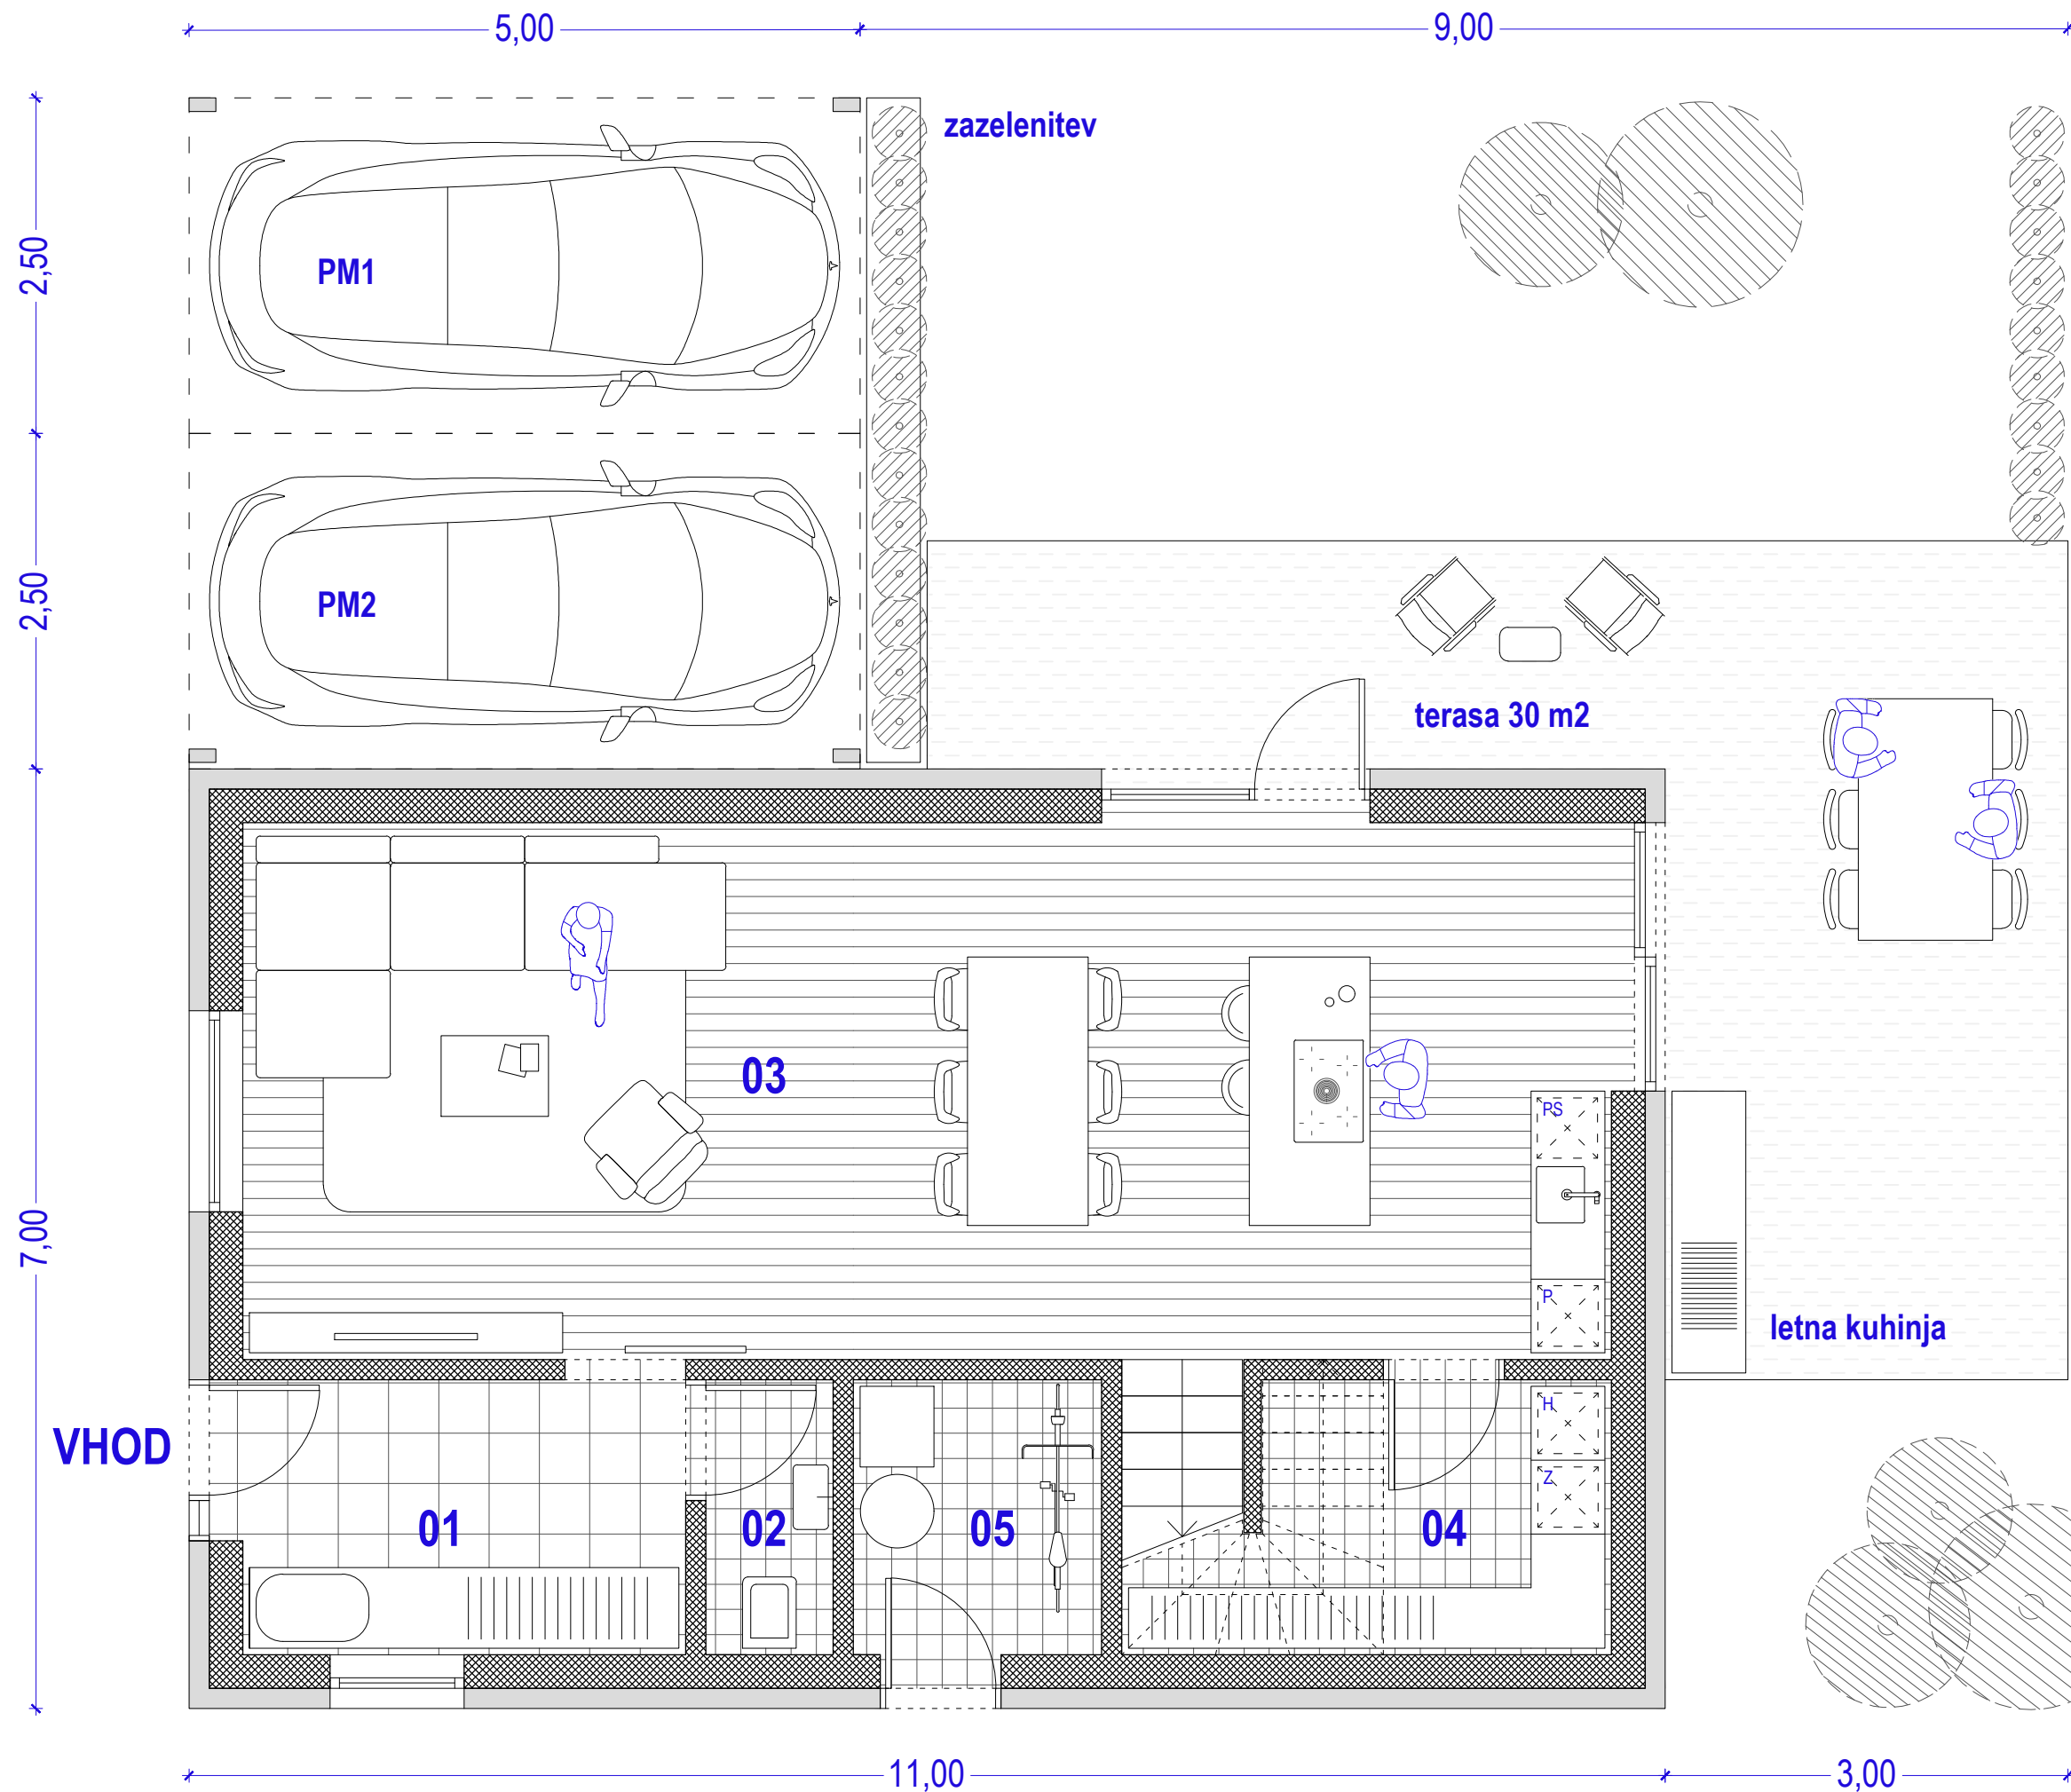 5,00
9,00
zazelenitev
2,50
PM1
2,50
PM2
terasa 30 m2
03
PS
7,00
P
letna kuhinja
VHOD
H
Z
01
02
05
04
11,00
3,00